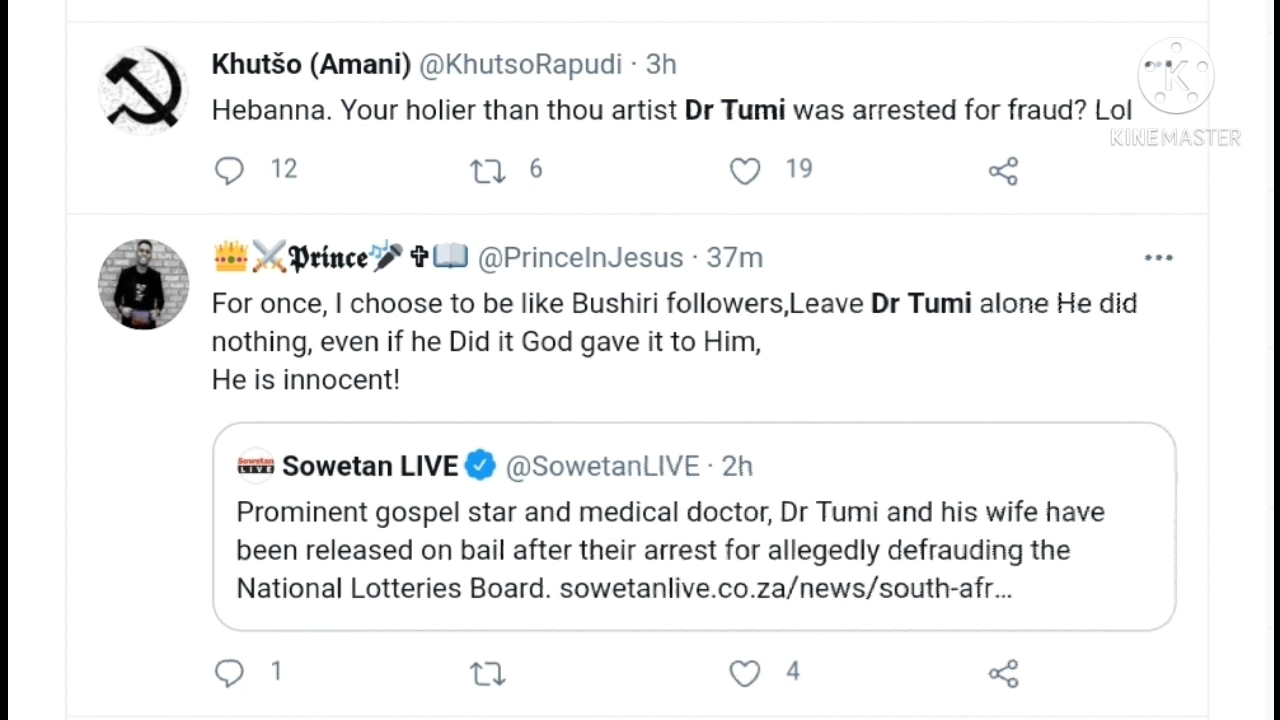 Khutšo (Amani) @KhutsoRapudi · 3h
Hebanna. Your holier than thou artist Dr Tumi was arrested for fraud? Lol
K
KINEMASTER
12 6 19
👑⚔️𝕻𝖗𝖎𝖓𝖈𝖊🎤✞📖 @PrinceInJesus · 37m
For once, I choose to be like Bushiri followers,Leave Dr Tumi alone He did
nothing, even if he Did it God gave it to Him,
He is innocent!
Sowetan LIVE
Sowetan LIVE @SowetanLIVE · 2h
Prominent gospel star and medical doctor, Dr Tumi and his wife have
been released on bail after their arrest for allegedly defrauding the
National Lotteries Board. sowetanlive.co.za/news/south-afr...
1 4